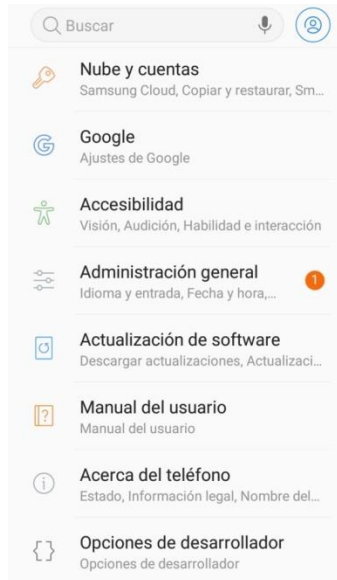 Buscar
Nube y cuentas
Samsung Cloud, Copiar y restaurar, Sm...
Google
Ajustes de Google
Accesibilidad
Visión, Audición, Habilidad e interacción
Administración general
Idioma y entrada, Fecha y hora,...
1
Actualización de software
Descargar actualizaciones, Actualizaci...
Manual del usuario
Manual del usuario
Acerca del teléfono
Estado, Información legal, Nombre del...
Opciones de desarrollador
Opciones de desarrollador